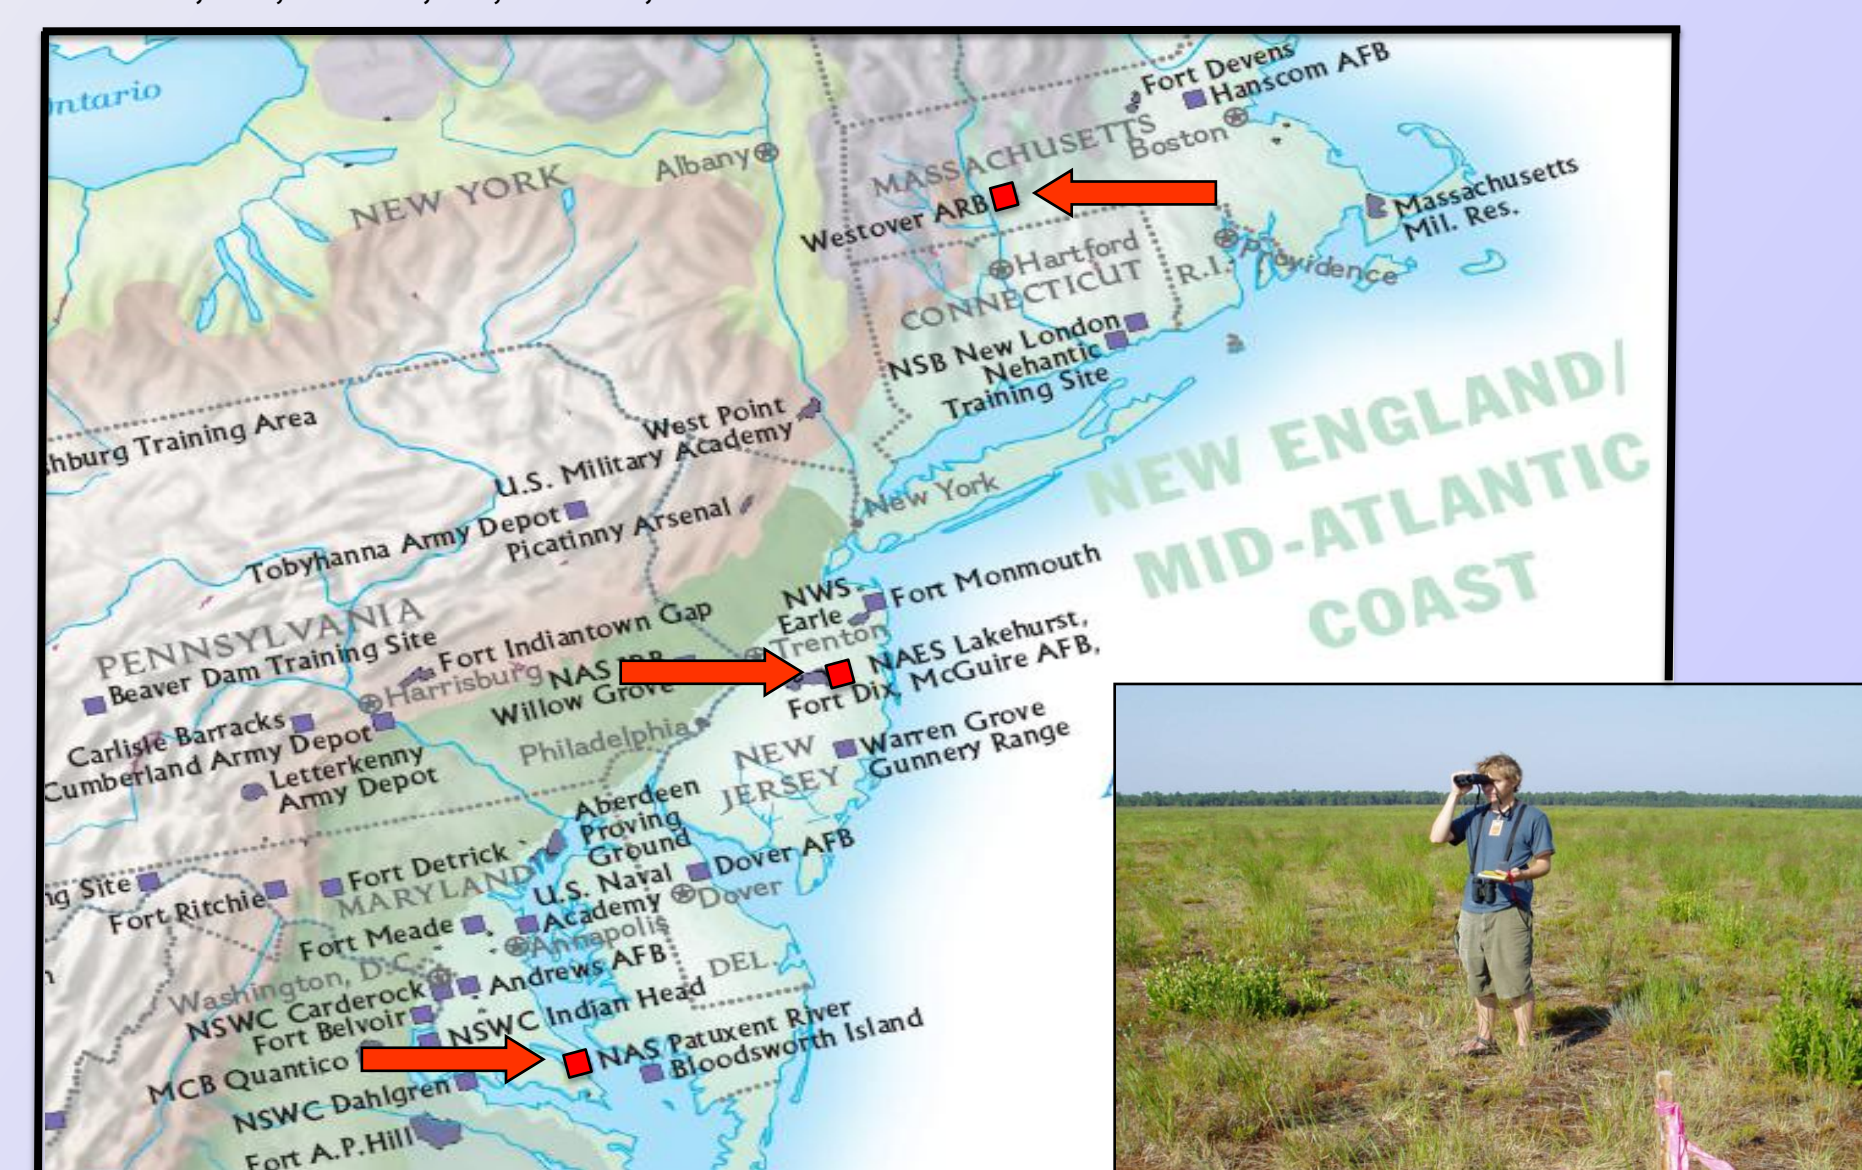 Ontario
Fort Devens
Hanscom AFB
MASSACHUSETTS
Boston
NEW YORK
Albany
Westover ARB
Massachusetts
Mil. Res.
Hartford
CONNECTICUT
R.I.
Providence
NSB New London
Nehantic
Training Site
NEW ENGLAND/
MID-ATLANTIC
COAST
hburg Training Area
West Point
U.S. Military Academy
Tobyhanna Army Depot
Picatinny Arsenal
New York
NWS
Earle
Fort Monmouth
Trenton
NAES Lakehurst,
Fort Dix, McGuire AFB,
PENNSYLVANIA
Beaver Dam Training Site
Fort Indiantown Gap
Harrisburg
NAS JRB
Willow Grove
Philadelphia
Carlisle Barracks
Cumberland Army Depot
Letterkenny
Army Depot
NEW
JERSEY
Warren Grove
Gunnery Range
Aberdeen
Proving
Ground
ng Site
Fort Ritchie
Fort Detrick
MARYLAND
U.S. Naval
Academy
Dover AFB
Dover
Fort Meade
Annapolis
Washington, D.C.
Andrews AFB
DEL.
NSWC Carderock
Fort Belvoir
NSWC Indian Head
MCB Quantico
NAS Patuxent River
Bloodsworth Island
NSWC Dahlgren
Fort A.P. Hill